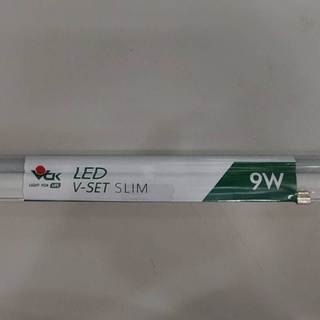 VCK
LIGHT FOR LIFE
LED
V-SET SLIM
9W